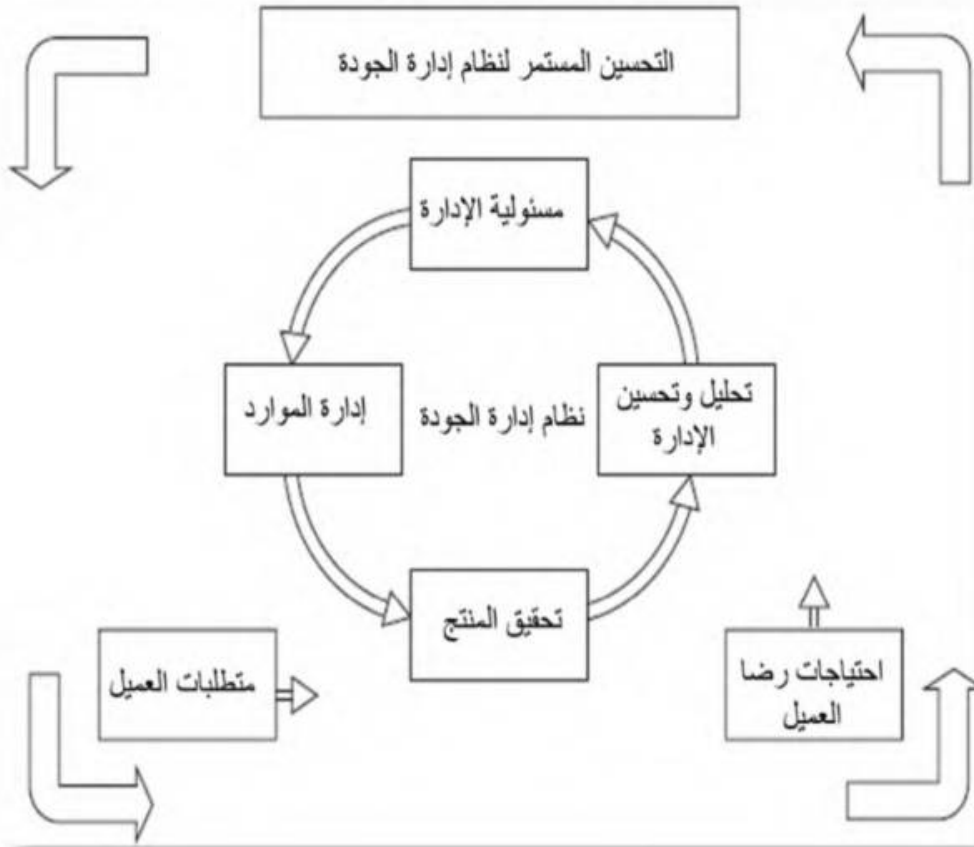 التحسين المستمر لنظام إدارة الجودة
مسئولية الإدارة
تحليل وتحسين
الإدارة
نظام إدارة الجودة
إدارة الموارد
تحقيق المنتج
احتياجات رضا
العميل
متطلبات العميل